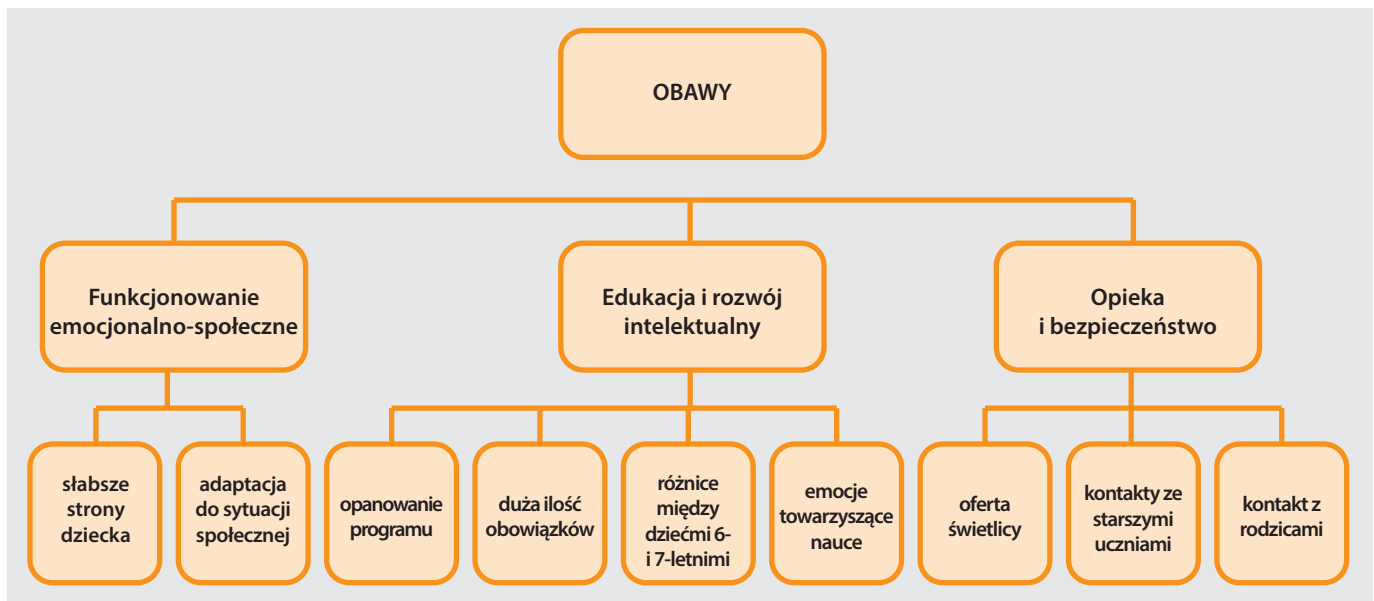 OBAWY
Funkcjonowanie
emocjonalno-społeczne
Edukacja i rozwój
intelektualny
Opieka
i bezpieczeństwo
słabsze
strony
dziecka
adaptacja
do sytuacji
społecznej
opanowanie
programu
duża ilość
obowiązków
różnice
między
dziećmi 6-
i 7-letnimi
emocje
towarzyszące
nauce
oferta
świetlicy
kontakty ze
starszymi
uczniami
kontakt z
rodzicami